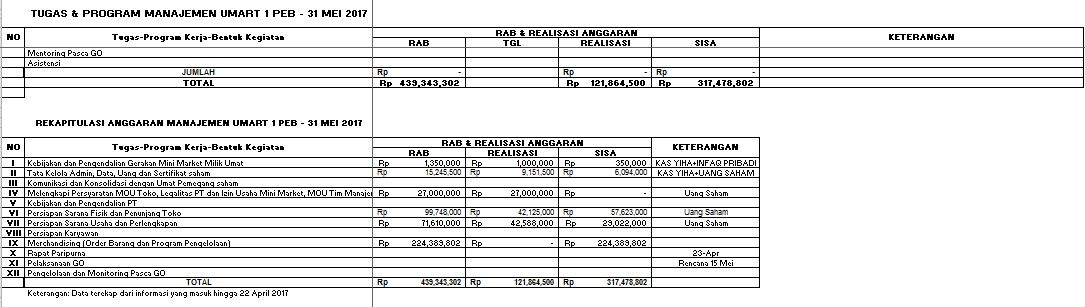 TUGAS & PROGRAM MANAJEMEN UMART 1 PEB - 31 MEI 2017
NO Tugas-Program Kerja-Bentuk Kegiatan RAB & REALISASI ANGGARAN KETERANGAN
RAB TGL REALISASI SISA
Mentoring Pasca GO
Asistensi
JUMLAH Rp - Rp - Rp -
TOTAL Rp 439,343,302 Rp 121,864,500 Rp 317,478,802
REKAPITULASI ANGGARAN MANAJEMEN UMART 1 PEB - 31 MEI 2017
NO Tugas-Program Kerja-Bentuk Kegiatan RAB & REALISASI ANGGARAN KETERANGAN
RAB REALISASI SISA
I Kebijakan dan Pengendalian Gerakan Mini Market Milik Umat Rp 1,350,000 Rp 1,000,000 Rp 350,000 KAS YIHA+INFAQ PRIBADI
II Tata Kelola Admin, Data, Uang dan Sertifikat saham Rp 15,245,500 Rp 9,151,500 Rp 6,094,000 KAS YIHA+UANG SAHAM
III Komunikasi dan Konsolidasi dengan Umat Pemegang saham
IV Melengkapi Persyaratan MOU Toko, Legalitas PT dan Izin Usaha Mini Market, MOU Tim Manajer Rp 27,000,000 Rp 27,000,000 Rp - Uang Saham
V Kebijakan dan Pengendalian PT
VI Persiapan Sarana Fisik dan Penunjang Toko Rp 99,748,000 Rp 42,125,000 Rp 57,623,000 Uang Saham
VII Persiapan Sarana Usaha dan Perlengkapan Rp 71,610,000 Rp 42,588,000 Rp 29,022,000 Uang Saham
VIII Persiapan Karyawan
IX Merchandising (Order Barang dan Program Pengelolaan) Rp 224,389,802 Rp - Rp 224,389,802
X Rapat Paripurna 23-Apr
XI Pelaksanaan GO Rencana 15 Mei
XII Pengelolaan dan Monitoring Pasca GO
TOTAL Rp 439,343,302 Rp 121,864,500 Rp 317,478,802
Keterangan: Data terekap dari informasi yang masuk hingga 22 April 2017